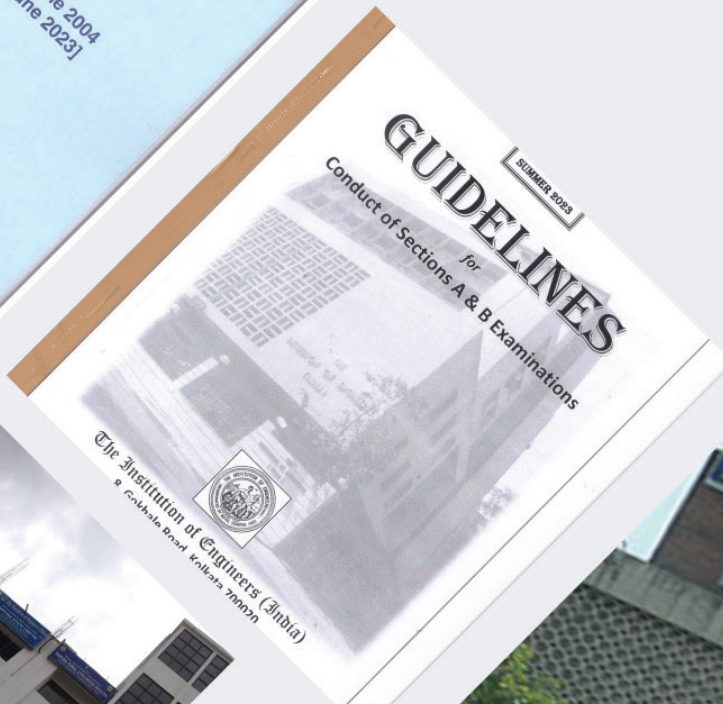 e 2004
ne 2023]
SUMMER 2023
GUIDELINES
for
Conduct of Sections A & B Examinations
The Institution of Engineers (India)
8, Gokhale Road, Kolkata 700020